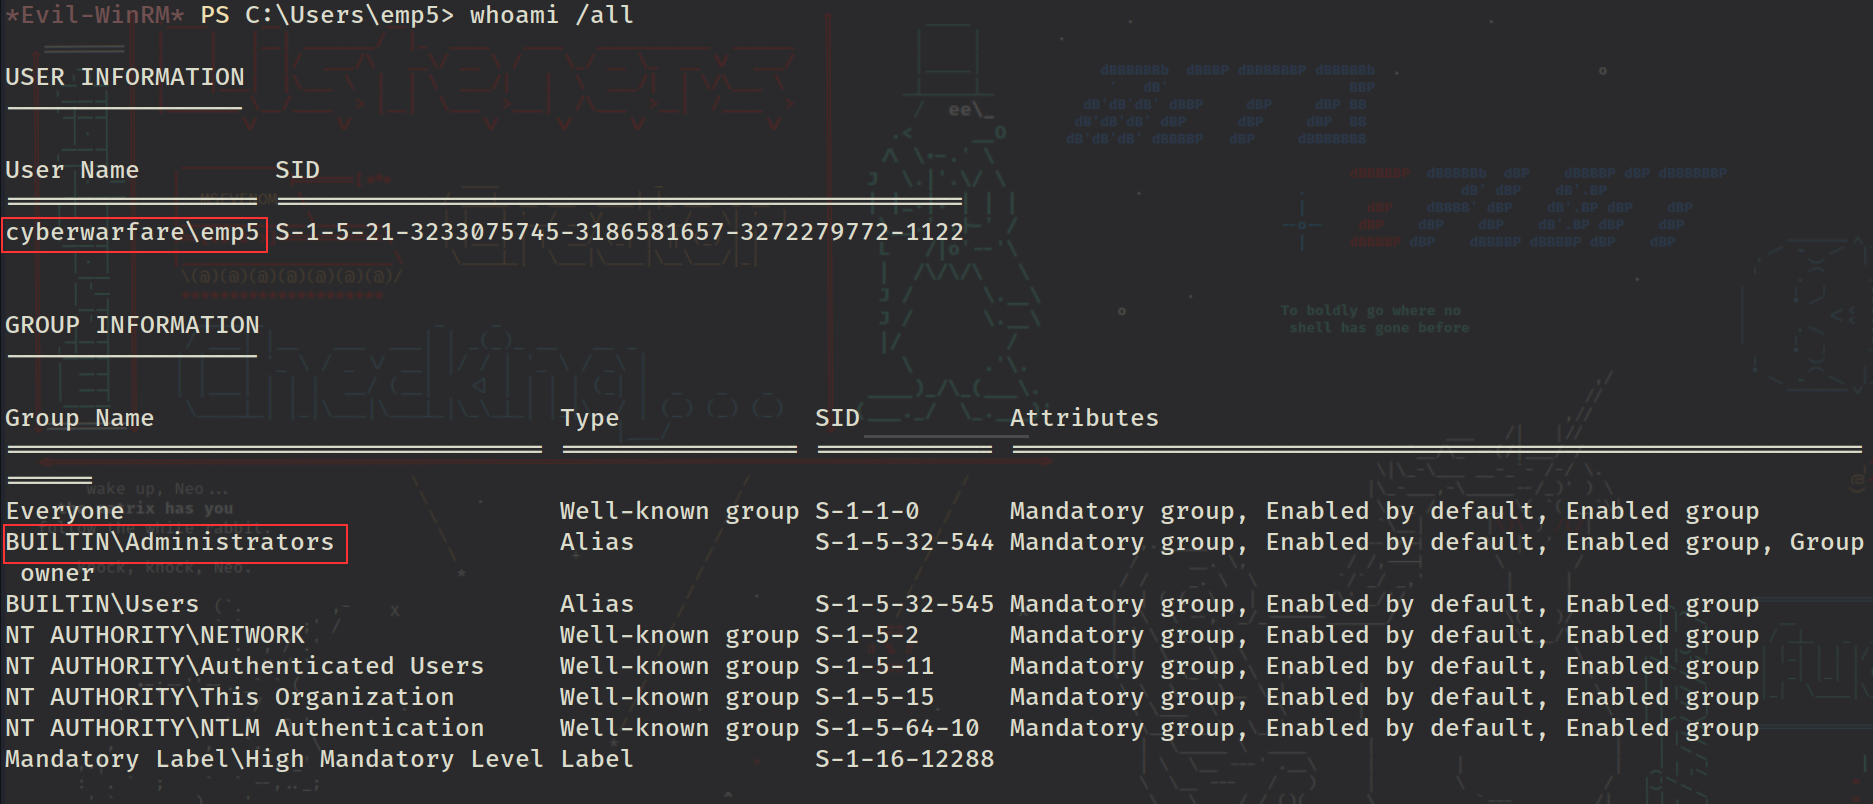 *Evil-WinRM* PS C:\Users\emp5> whoami /all
USER INFORMATION
User Name SID
cyberwarfare\emp5 S-1-5-21-3233075745-3186581657-3272279772-1122
GROUP INFORMATION
Group Name Type SID Attributes
Everyone Well-known group S-1-1-0 Mandatory group, Enabled by default, Enabled group
BUILTIN\Administrators Alias S-1-5-32-544 Mandatory group, Enabled by default, Enabled group, Group
owner
BUILTIN\Users Alias S-1-5-32-545 Mandatory group, Enabled by default, Enabled group
NT AUTHORITY\NETWORK Well-known group S-1-5-2 Mandatory group, Enabled by default, Enabled group
NT AUTHORITY\Authenticated Users Well-known group S-1-5-11 Mandatory group, Enabled by default, Enabled group
NT AUTHORITY\This Organization Well-known group S-1-5-15 Mandatory group, Enabled by default, Enabled group
NT AUTHORITY\NTLM Authentication Well-known group S-1-5-64-10 Mandatory group, Enabled by default, Enabled group
Mandatory Label\High Mandatory Level Label S-1-16-12288
To boldly go where no
shell has gone before
wake up, Neo...
knock, knock, Neo.